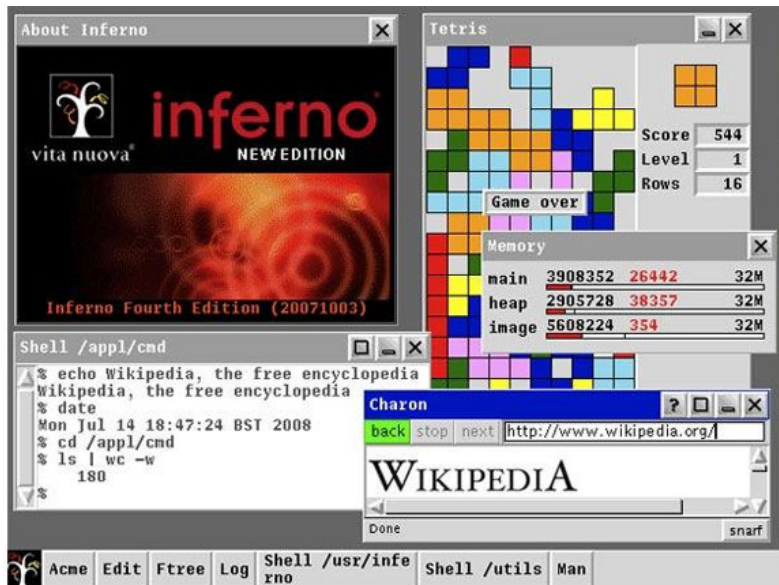 About Inferno
vita nuova®
inferno®
NEW EDITION
Inferno Fourth Edition (20071003)
Tetris
Score 544
Level 1
Rows 16
Game over
Memory
main 3908352 26442 32M
heap 2905728 38357 32M
image 5608224 354 32M
Shell /appl/cmd
% echo Wikipedia, the free encyclopedia
Wikipedia, the free encyclopedia
% date
Mon Jul 14 18:47:24 BST 2008
% cd /appl/cmd
% ls | wc -w
180
%
Charon
?
back stop next http://www.wikipedia.org/
WIKIPEDIA
Done snarf
Acme Edit Ftree Log Shell /usr/infe
rno Shell /utils Man